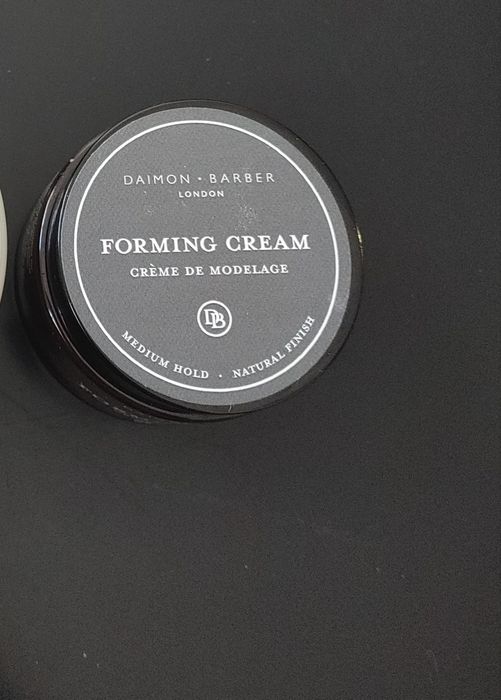 DAIMON • BARBER
LONDON
FORMING CREAM
CRÈME DE MODELAGE
DB
MEDIUM HOLD • NATURAL FINISH